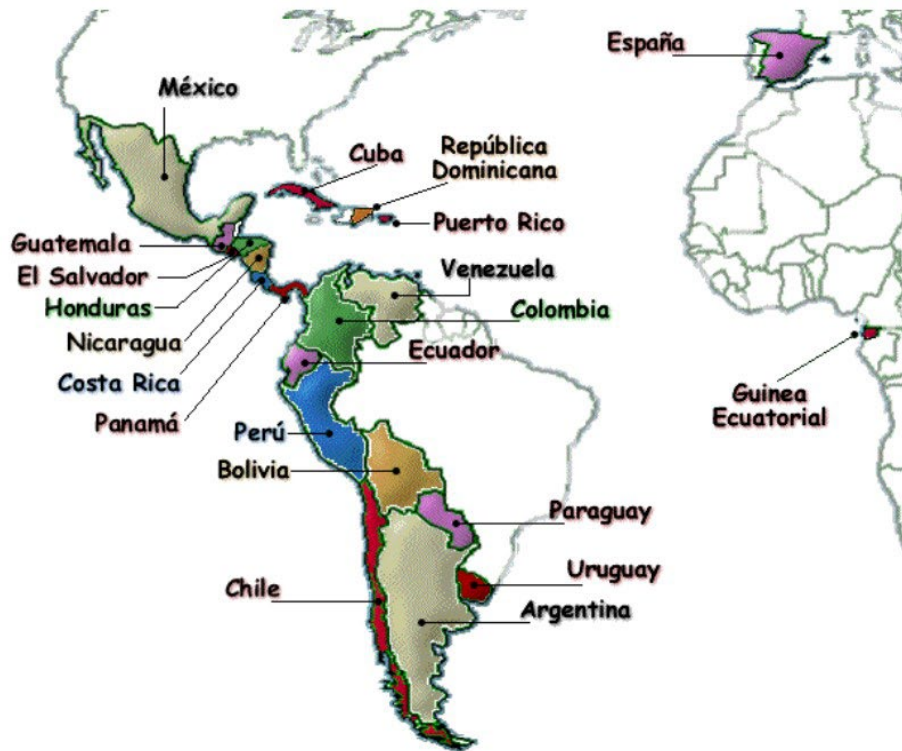 España
México
Cuba
República
Dominicana
Puerto Rico
Guatemala
El Salvador
Venezuela
Honduras
Colombia
Nicaragua
Ecuador
Costa Rica
Guinea
Ecuatorial
Panamá
Perú
Bolivia
Paraguay
Uruguay
Chile
Argentina